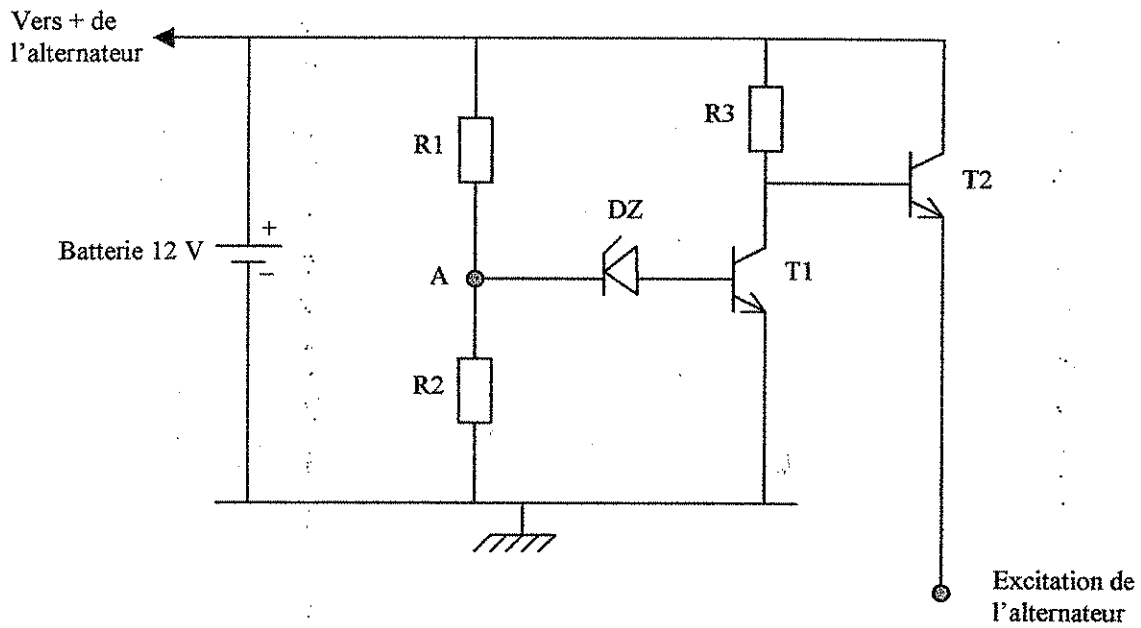 Vers + de
l'alternateur
R1
R3
T2
DZ
+
Batterie 12 V
−
A
T1
R2
Excitation de
l'alternateur